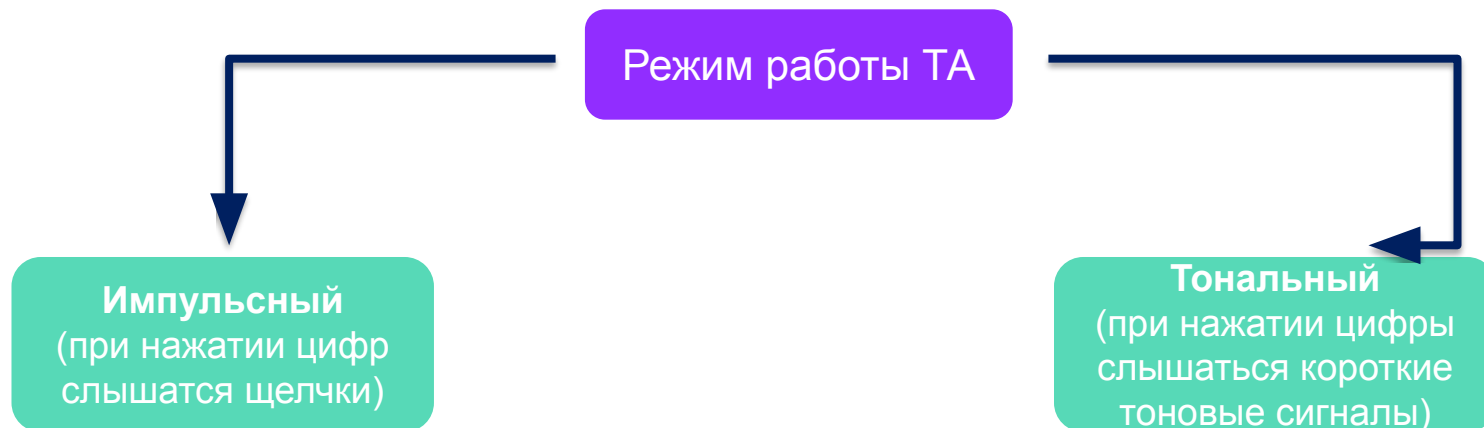 Режим работы ТА
Импульсный
(при нажатии цифр
слышатся щелчки)
Тональный
(при нажатии цифры
слышаться короткие
тоновые сигналы)